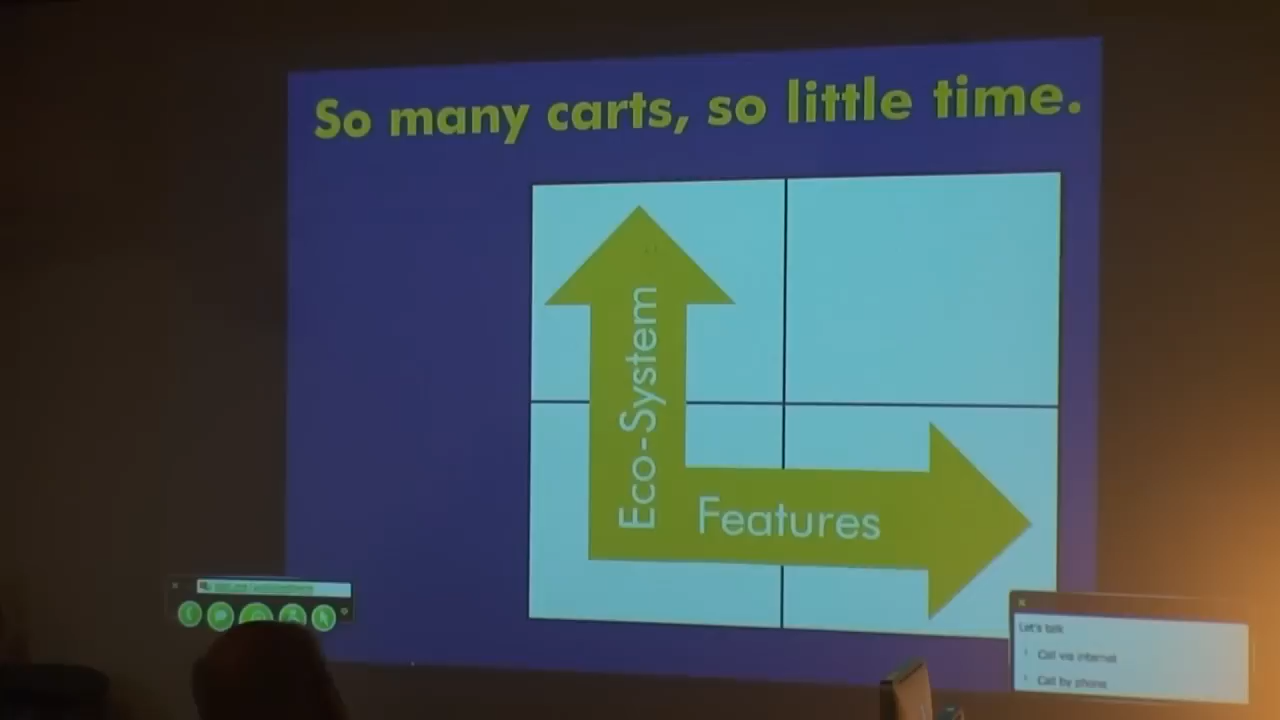 So many carts, so little time.
Eco-System
Features
Let's talk
Call via internet
Call by phone